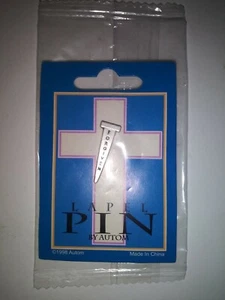 FORGIVEN
LAPEL
PIN
BY AUTOM
©1998 Autom
Made in China